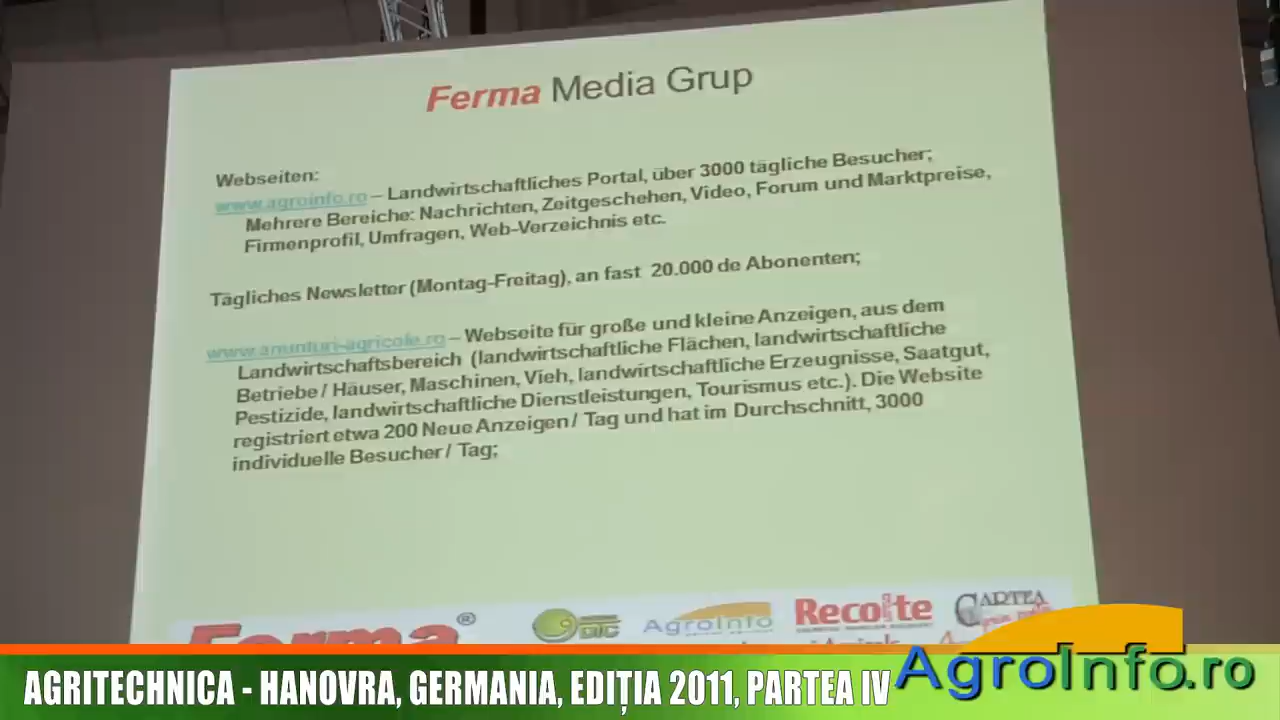 Ferma Media Grup
Webseiten:
www.agroinfo.ro – Landwirtschaftliches Portal, über 3000 tägliche Besucher;
Mehrere Bereiche: Nachrichten, Zeitgeschehen, Video, Forum und Marktpreise,
Firmenprofil, Umfragen, Web-Verzeichnis etc.
Tägliches Newsletter (Montag-Freitag), an fast 20.000 de Abonenten;
www.anunturi-agricole.ro – Webseite für große und kleine Anzeigen, aus dem
Landwirtschaftsbereich (landwirtschaftliche Flächen, landwirtschaftliche
Betriebe / Häuser, Maschinen, Vieh, landwirtschaftliche Erzeugnisse, Saatgut,
Pestizide, landwirtschaftliche Dienstleistungen, Tourismus etc.). Die Website
registriert etwa 200 Neue Anzeigen / Tag und hat im Durchschnitt, 3000
individuelle Besucher / Tag;
Ferma ® AgroInfo Recolte CARTEA
AGRITECHNICA - HANOVRA, GERMANIA, EDIȚIA 2011, PARTEA IV AgroInfo.ro